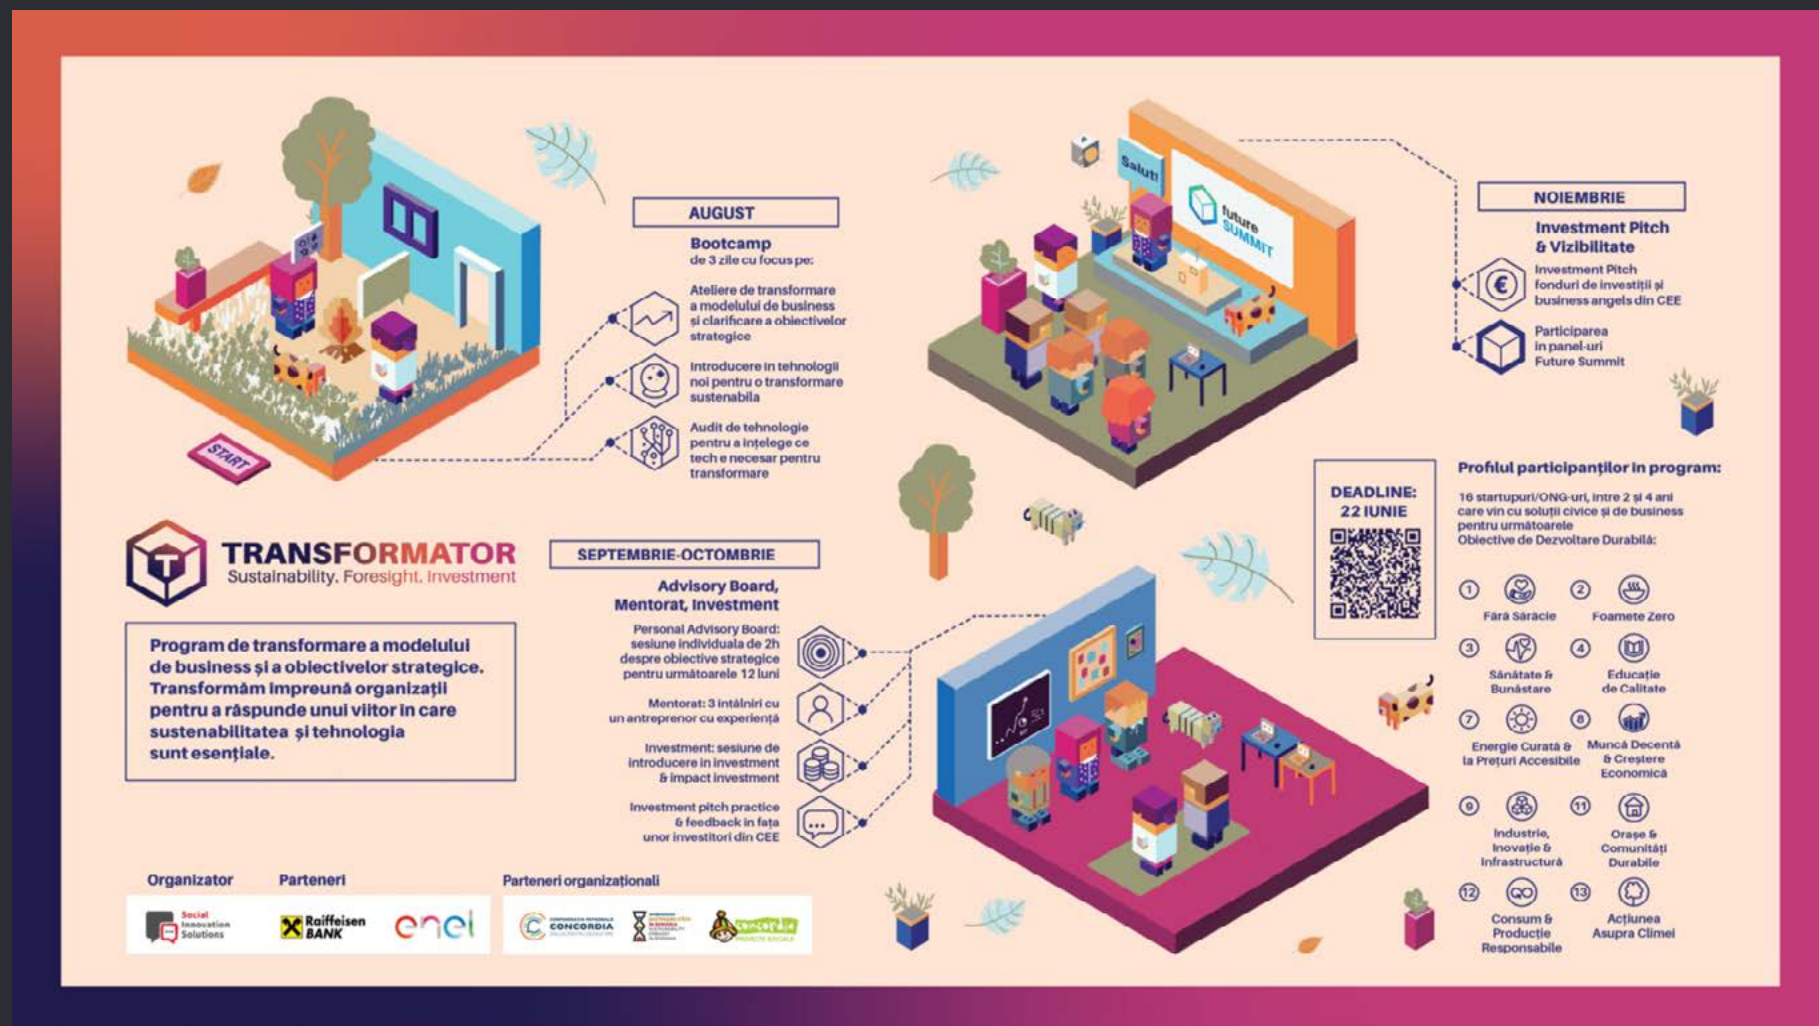 START
AUGUST
Bootcamp
de 3 zile cu focus pe:
Ateliere de transformare
a modelului de business
și clarificare a obiectivelor
strategice
Introducere in tehnologii
noi pentru o transformare
sustenabila
Audit de tehnologie
pentru a ințelege ce
tech e necesar pentru
transformare
Salut!
future
SUMMIT
NOIEMBRIE
Investment Pitch
& Vizibilitate
Investment Pitch
fonduri de investiții și
business angels din CEE
Participarea
in panel-uri
Future Summit
T
TRANSFORMATOR
Sustainability. Foresight. Investment
Program de transformare a modelului
de business și a obiectivelor strategice.
Transformăm împreună organizații
pentru a răspunde unui viitor în care
sustenabilitatea și tehnologia
sunt esențiale.
SEPTEMBRIE-OCTOMBRIE
Advisory Board,
Mentorat, Investment
Personal Advisory Board:
sesiune individuala de 2h
despre obiective strategice
pentru următoarele 12 luni
Mentorat: 3 intâlniri cu
un antreprenor cu experiență
Investment: sesiune de
introducere in investment
& impact investment
Investment pitch practice
& feedback in fața
unor investitori din CEE
DEADLINE:
22 IUNIE
Profilul participanților in program:
16 startupuri/ONG-uri, intre 2 și 4 ani
care vin cu soluții civice și de business
pentru următoarele
Obiective de Dezvoltare Durabilă:
1
Fără Sărăcie
2
Foamete Zero
3
Sănătate &
Bunăstare
4
Educație
de Calitate
7
Energie Curată &
la Prețuri Accesibile
8
Muncă Decentă
& Creștere
Economică
9
Industrie,
Inovație &
Infrastructură
11
Orașe &
Comunități
Durabile
12
Consum &
Producție
Responsabile
13
Acțiunea
Asupra Climei
Organizator
Social
Innovation
Solutions
Parteneri
Raiffeisen
BANK
enel
Parteneri organizaționali
CONCORDIA
concordia
PROIECTE SOCIALE